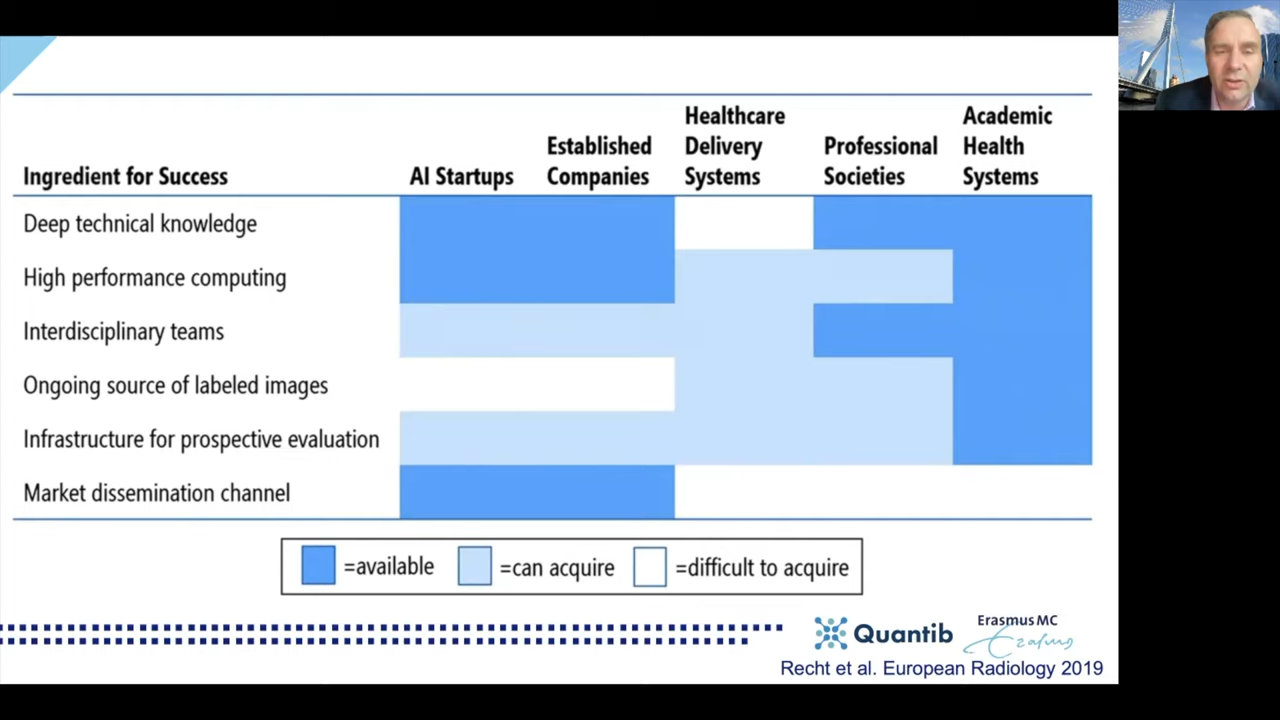 Ingredient for Success
AI Startups
Established
Companies
Healthcare
Delivery
Systems
Professional
Societies
Academic
Health
Systems
Deep technical knowledge
High performance computing
Interdisciplinary teams
Ongoing source of labeled images
Infrastructure for prospective evaluation
Market dissemination channel
=available
=can acquire
=difficult to acquire
Quantib
Erasmus MC
Erasmus
Recht et al. European Radiology 2019